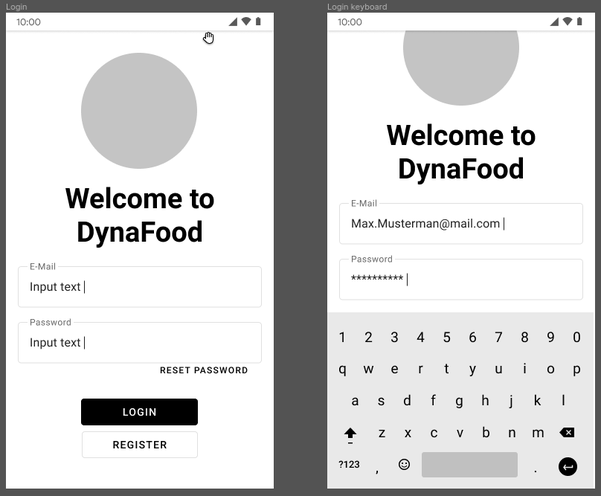 Login
10:00
Welcome to
DynaFood
E-Mail
Input text
Password
Input text
RESET PASSWORD
LOGIN
REGISTER
Login keyboard
10:00
Welcome to
DynaFood
E-Mail
Max.Musterman@mail.com
Password
**********
1 2 3 4 5 6 7 8 9 0
q w e r t y u i o p
a s d f g h j k l
z x c v b n m
?123 , .